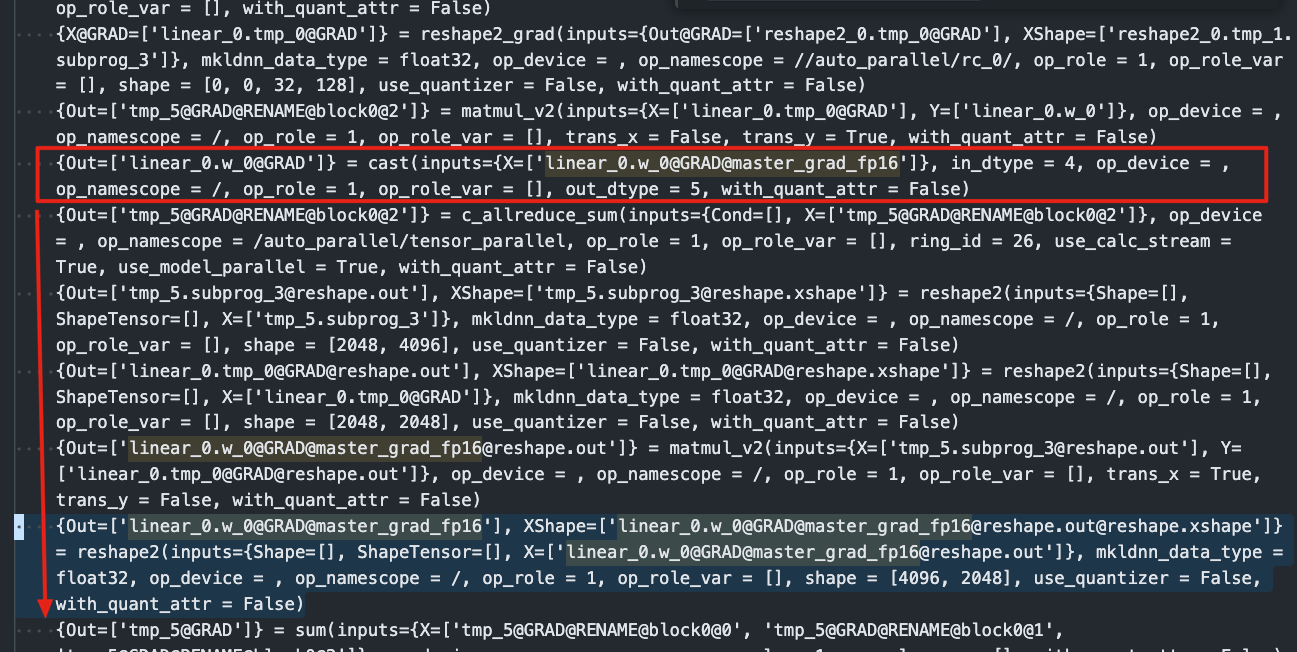 op_role_var = [], with_quant_attr = False)
{X@GRAD=['linear_0.tmp_0@GRAD']} = reshape2_grad(inputs={Out@GRAD=['reshape2_0.tmp_0@GRAD'], XShape=['reshape2_0.tmp_1.
subprog_3']}, mkldnn_data_type = float32, op_device = , op_namescope = //auto_parallel/rc_0/, op_role = 1, op_role_var
= [], shape = [0, 0, 32, 128], use_quantizer = False, with_quant_attr = False)
{Out=['tmp_5@GRAD@RENAME@block0@2']} = matmul_v2(inputs={X=['linear_0.tmp_0@GRAD'], Y=['linear_0.w_0']}, op_device = ,
op_namescope = /, op_role = 1, op_role_var = [], trans_x = False, trans_y = True, with_quant_attr = False)
{Out=['linear_0.w_0@GRAD']} = cast(inputs={X=['linear_0.w_0@GRAD@master_grad_fp16']}, in_dtype = 4, op_device = ,
op_namescope = /, op_role = 1, op_role_var = [], out_dtype = 5, with_quant_attr = False)
{Out=['tmp_5@GRAD@RENAME@block0@2']} = c_allreduce_sum(inputs={Cond=[], X=['tmp_5@GRAD@RENAME@block0@2']}, op_device
= , op_namescope = /auto_parallel/tensor_parallel, op_role = 1, op_role_var = [], ring_id = 26, use_calc_stream =
True, use_model_parallel = True, with_quant_attr = False)
{Out=['tmp_5.subprog_3@reshape.out'], XShape=['tmp_5.subprog_3@reshape.xshape']} = reshape2(inputs={Shape=[],
ShapeTensor=[], X=['tmp_5.subprog_3']}, mkldnn_data_type = float32, op_device = , op_namescope = /, op_role = 1,
op_role_var = [], shape = [2048, 4096], use_quantizer = False, with_quant_attr = False)
{Out=['linear_0.tmp_0@GRAD@reshape.out'], XShape=['linear_0.tmp_0@GRAD@reshape.xshape']} = reshape2(inputs={Shape=[],
ShapeTensor=[], X=['linear_0.tmp_0@GRAD']}, mkldnn_data_type = float32, op_device = , op_namescope = /, op_role = 1,
op_role_var = [], shape = [2048, 2048], use_quantizer = False, with_quant_attr = False)
{Out=['linear_0.w_0@GRAD@master_grad_fp16@reshape.out']} = matmul_v2(inputs={X=['tmp_5.subprog_3@reshape.out'], Y=
['linear_0.tmp_0@GRAD@reshape.out']}, op_device = , op_namescope = /, op_role = 1, op_role_var = [], trans_x = True,
trans_y = False, with_quant_attr = False)
{Out=['linear_0.w_0@GRAD@master_grad_fp16'], XShape=['linear_0.w_0@GRAD@master_grad_fp16@reshape.out@reshape.xshape']}
= reshape2(inputs={Shape=[], ShapeTensor=[], X=['linear_0.w_0@GRAD@master_grad_fp16@reshape.out']}, mkldnn_data_type =
float32, op_device = , op_namescope = /, op_role = 1, op_role_var = [], shape = [4096, 2048], use_quantizer = False,
with_quant_attr = False)
{Out=['tmp_5@GRAD']} = sum(inputs={X=['tmp_5@GRAD@RENAME@block0@0', 'tmp_5@GRAD@RENAME@block0@1',